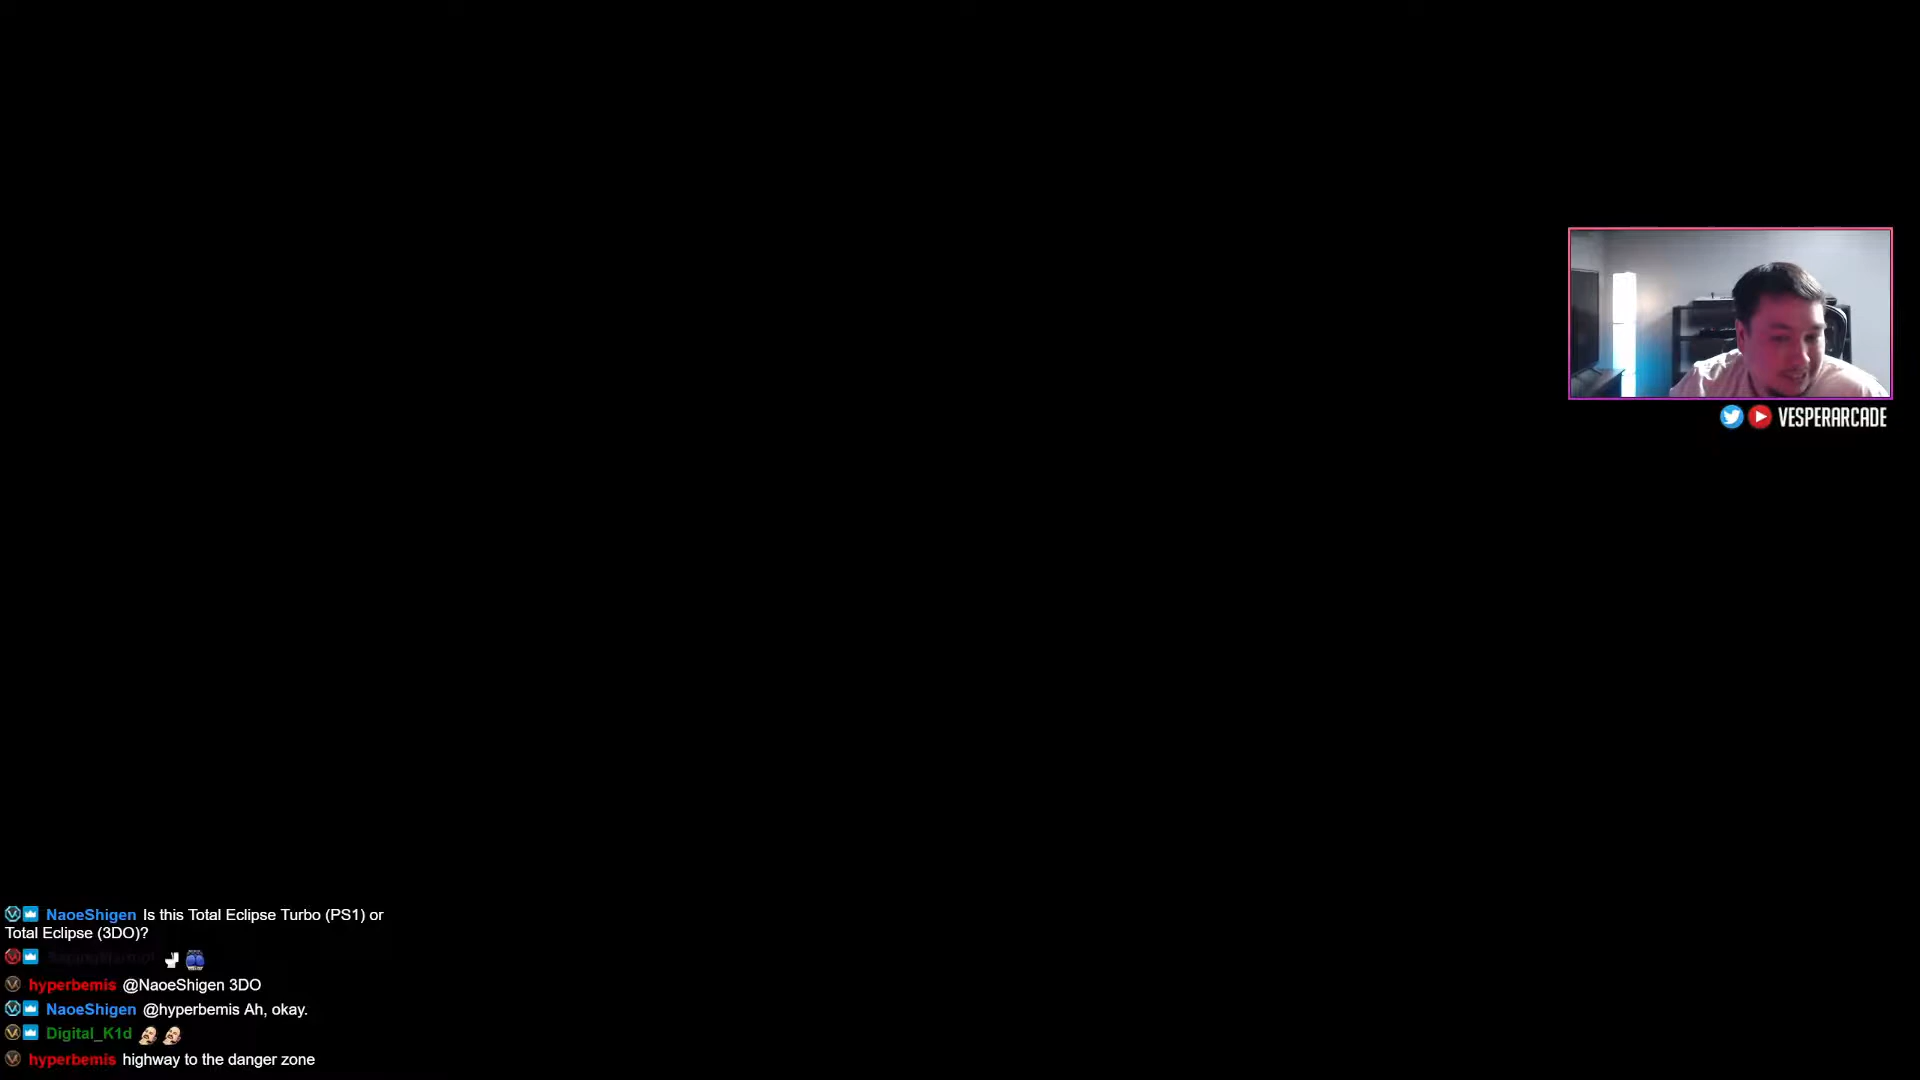 VESPERARCADE
NaoeShigen Is this Total Eclipse Turbo (PS1) or
Total Eclipse (3DO)?
hyperbemis @NaoeShigen 3DO
NaoeShigen @hyperbemis Ah, okay.
Digital_K1d
hyperbemis highway to the danger zone